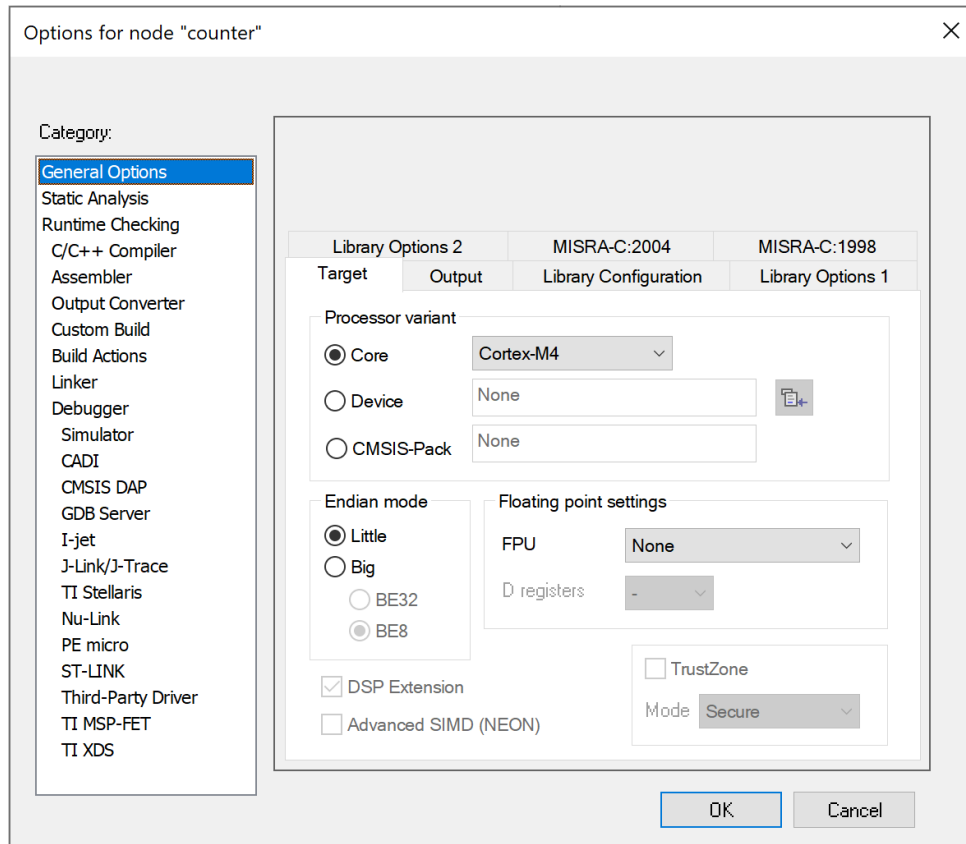 Options for node "counter"
Category:
General Options
Static Analysis
Runtime Checking
C/C++ Compiler
Assembler
Output Converter
Custom Build
Build Actions
Linker
Debugger
Simulator
CADI
CMSIS DAP
GDB Server
I-jet
J-Link/J-Trace
TI Stellaris
Nu-Link
PE micro
ST-LINK
Third-Party Driver
TI MSP-FET
TI XDS
Library Options 2 MISRA-C:2004 MISRA-C:1998
Target Output Library Configuration Library Options 1
Processor variant
Core Cortex-M4
Device None
CMSIS-Pack None
Endian mode
Little
Big
BE32
BE8
Floating point settings
FPU None
D registers -
DSP Extension
Advanced SIMD (NEON)
TrustZone
Mode Secure
OK Cancel